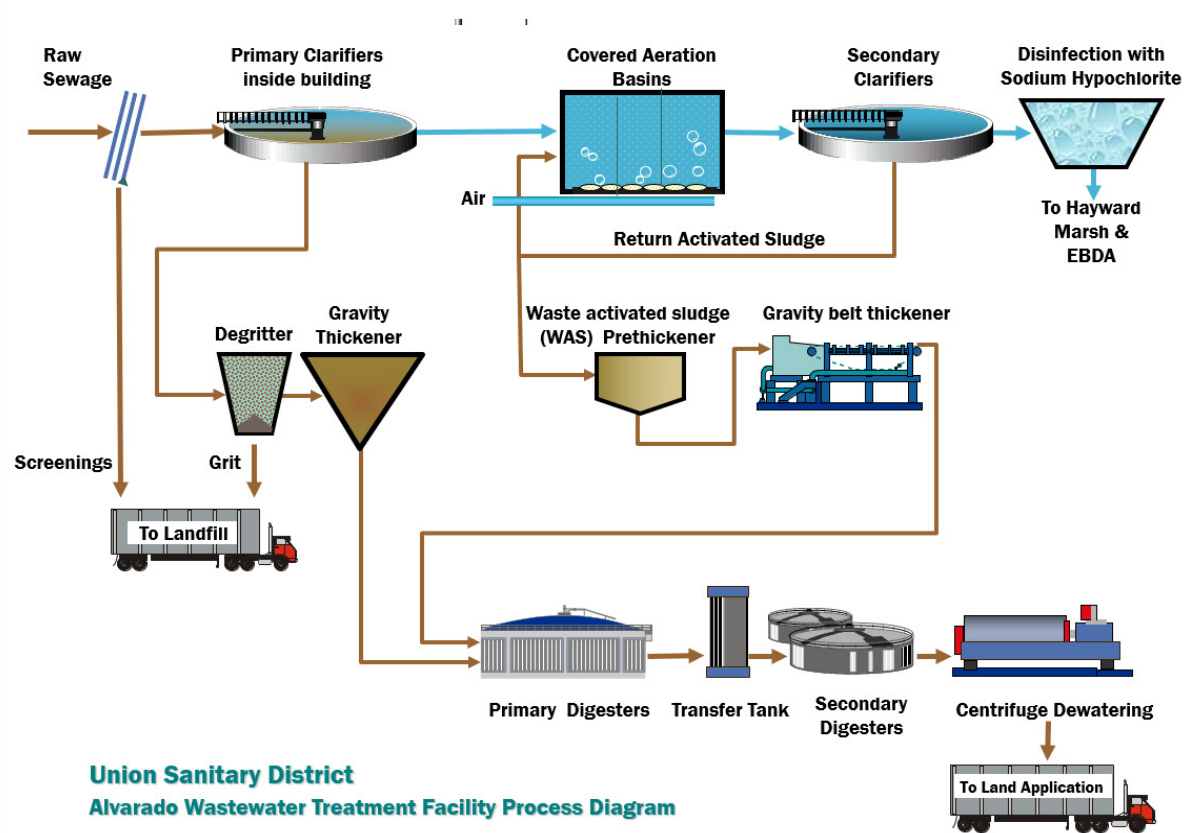 Raw
Sewage
Primary Clarifiers
inside building
Covered Aeration
Basins
Secondary
Clarifiers
Disinfection with
Sodium Hypochlorite
Air
To Hayward
Marsh &
EBDA
Return Activated Sludge
Degritter
Gravity
Thickener
Waste activated sludge
(WAS) Prethickener
Gravity belt thickener
Screenings
Grit
To Landfill
Primary Digesters
Transfer Tank
Secondary
Digesters
Centrifuge Dewatering
To Land Application
Union Sanitary District
Alvarado Wastewater Treatment Facility Process Diagram